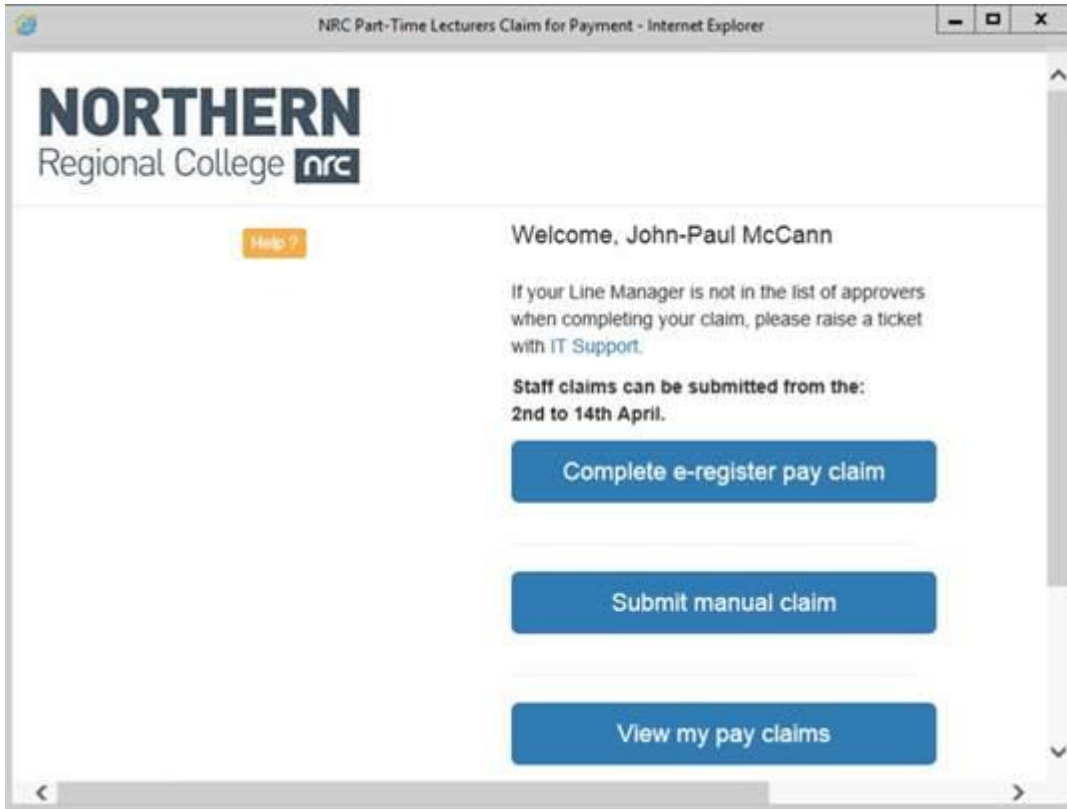 NRC Part-Time Lecturers Claim for Payment - Internet Explorer
NORTHERN
Regional College nrc
Help ?
Welcome, John-Paul McCann
If your Line Manager is not in the list of approvers
when completing your claim, please raise a ticket
with IT Support.
Staff claims can be submitted from the:
2nd to 14th April.
Complete e-register pay claim
Submit manual claim
View my pay claims